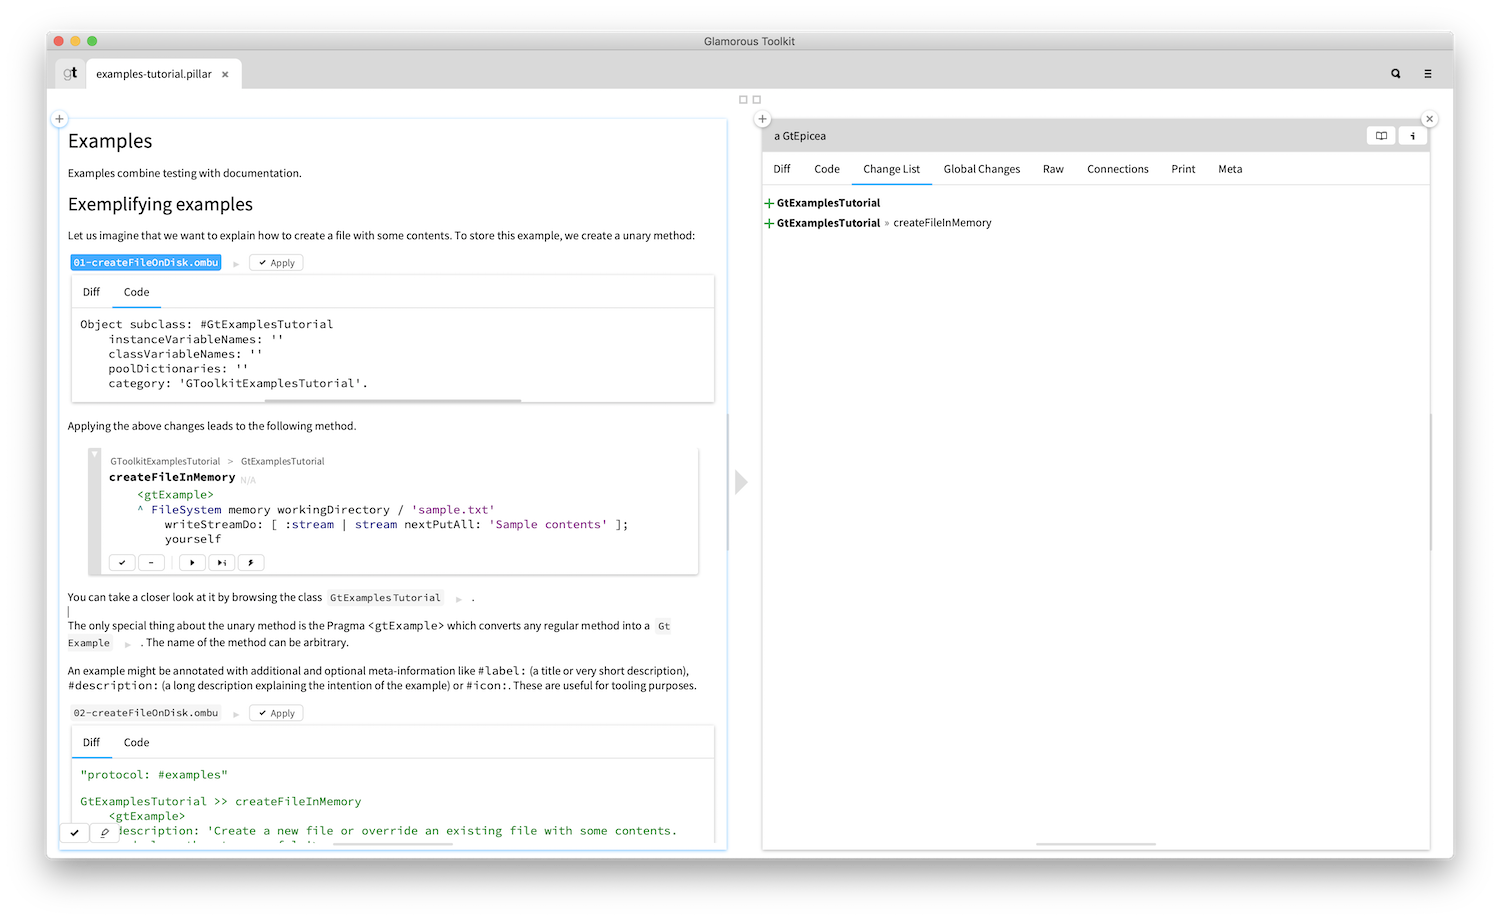 Glamorous Toolkit
gt
examples-tutorial.pillar
Examples
Examples combine testing with documentation.
Exemplifying examples
Let us imagine that we want to explain how to create a file with some contents. To store this example, we create a unary method:
01-createFileOnDisk.ombu
Apply
Diff Code
Object subclass: #GtExamplesTutorial
instanceVariableNames: ''
classVariableNames: ''
poolDictionaries: ''
category: 'GToolkitExamplesTutorial'.
Applying the above changes leads to the following method.
GToolkitExamplesTutorial > GtExamplesTutorial
createFileInMemory N/A
<gtExample>
^ FileSystem memory workingDirectory / 'sample.txt'
writeStreamDo: [ :stream | stream nextPutAll: 'Sample contents' ];
yourself
i
You can take a closer look at it by browsing the class GtExamplesTutorial .
The only special thing about the unary method is the Pragma <gtExample> which converts any regular method into a Gt
Example . The name of the method can be arbitrary.
An example might be annotated with additional and optional meta-information like #label: (a title or very short description),
#description: (a long description explaining the intention of the example) or #icon:. These are useful for tooling purposes.
02-createFileOnDisk.ombu
Apply
Diff Code
"protocol: #examples"
GtExamplesTutorial >> createFileInMemory
<gtExample>
description: 'Create a new file or override an existing file with some contents.
a GtEpicea
i
Diff Code Change List Global Changes Raw Connections Print Meta
+ GtExamplesTutorial
+ GtExamplesTutorial » createFileInMemory